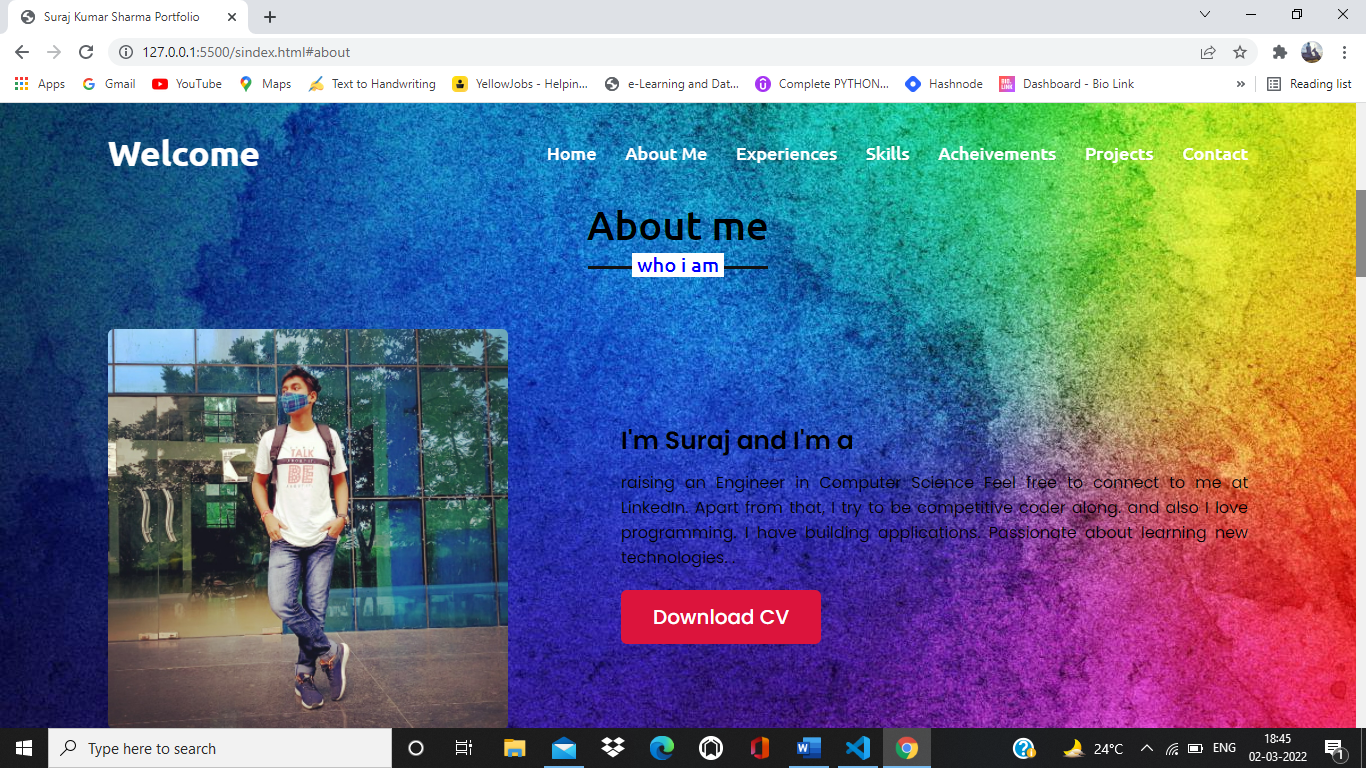 Suraj Kumar Sharma Portfolio
127.0.0.1:5500/sindex.html#about
Apps Gmail YouTube Maps Text to Handwriting YellowJobs - Helpin... e-Learning and Dat... Complete PYTHON... Hashnode Dashboard - Bio Link » Reading list
Welcome Home About Me Experiences Skills Acheivements Projects Contact
About me
who i am
TALK
BE
I'm Suraj and I'm a
raising an Engineer in Computer Science Feel free to connect to me at
LinkedIn. Apart from that, I try to be competitive coder along. and also I love
programming. I have building applications. Passionate about learning new
technologies. .
Download CV
Type here to search 24°C ENG 18:45
02-03-2022 1